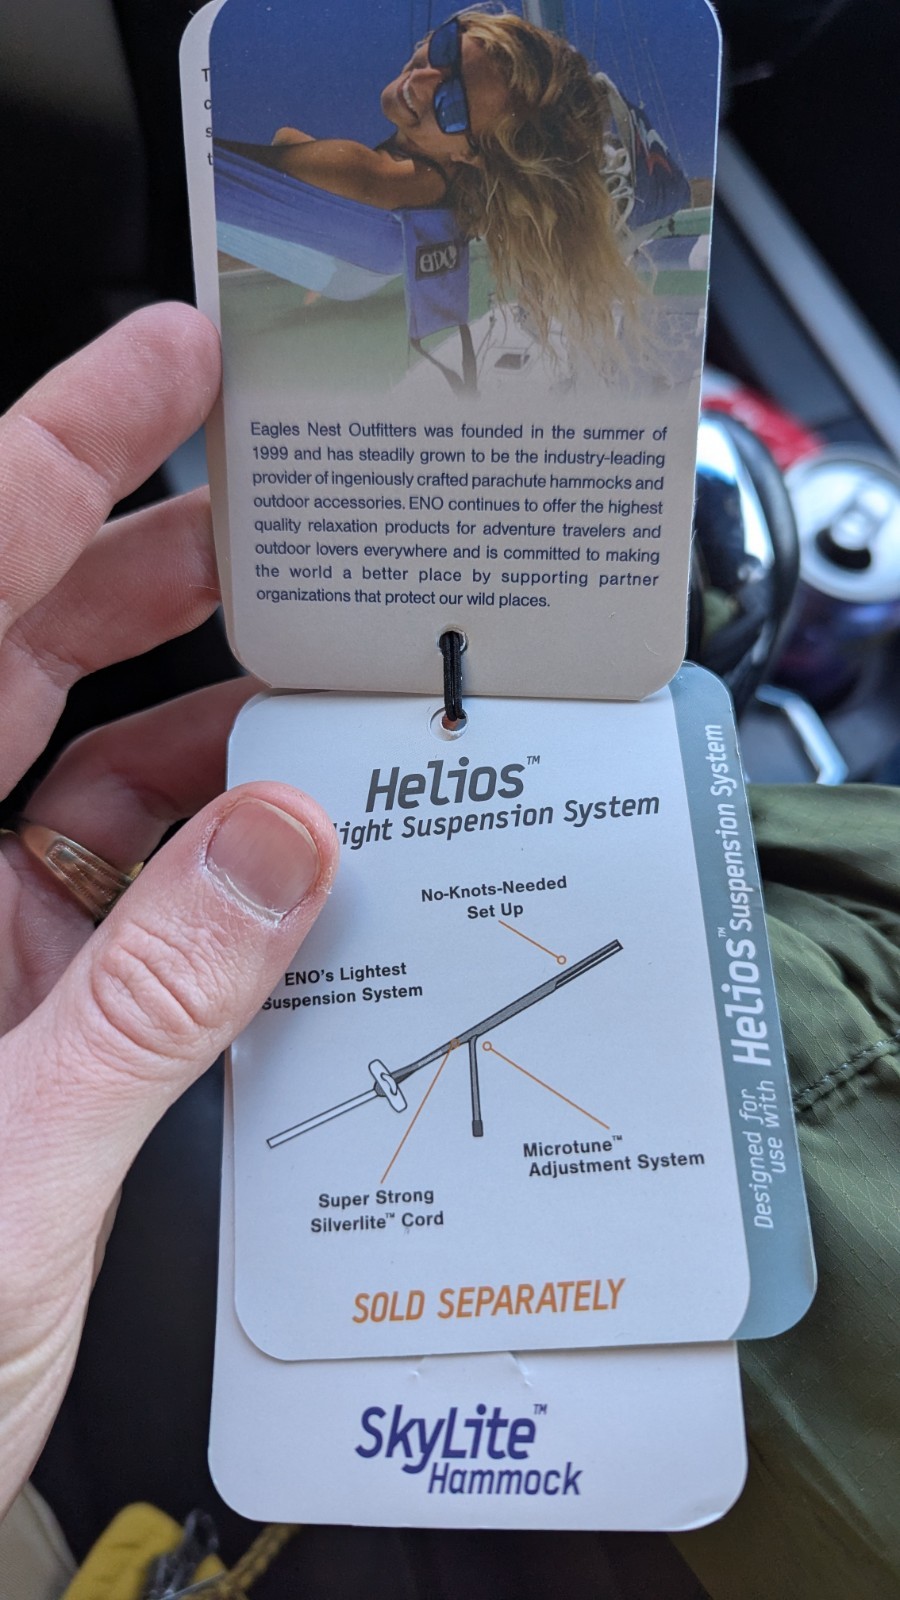 ENO
Eagles Nest Outfitters was founded in the summer of
1999 and has steadily grown to be the industry-leading
provider of ingeniously crafted parachute hammocks and
outdoor accessories. ENO continues to offer the highest
quality relaxation products for adventure travelers and
outdoor lovers everywhere and is committed to making
the world a better place by supporting partner
organizations that protect our wild places.
Helios™
Suspension System
No-Knots-Needed
Set Up
ENO's Lightest
Suspension System
Microtune™
Adjustment System
Super Strong
Silverlite™ Cord
SOLD SEPARATELY
Designed for
use with
Helios™ Suspension System
SkyLite™
Hammock